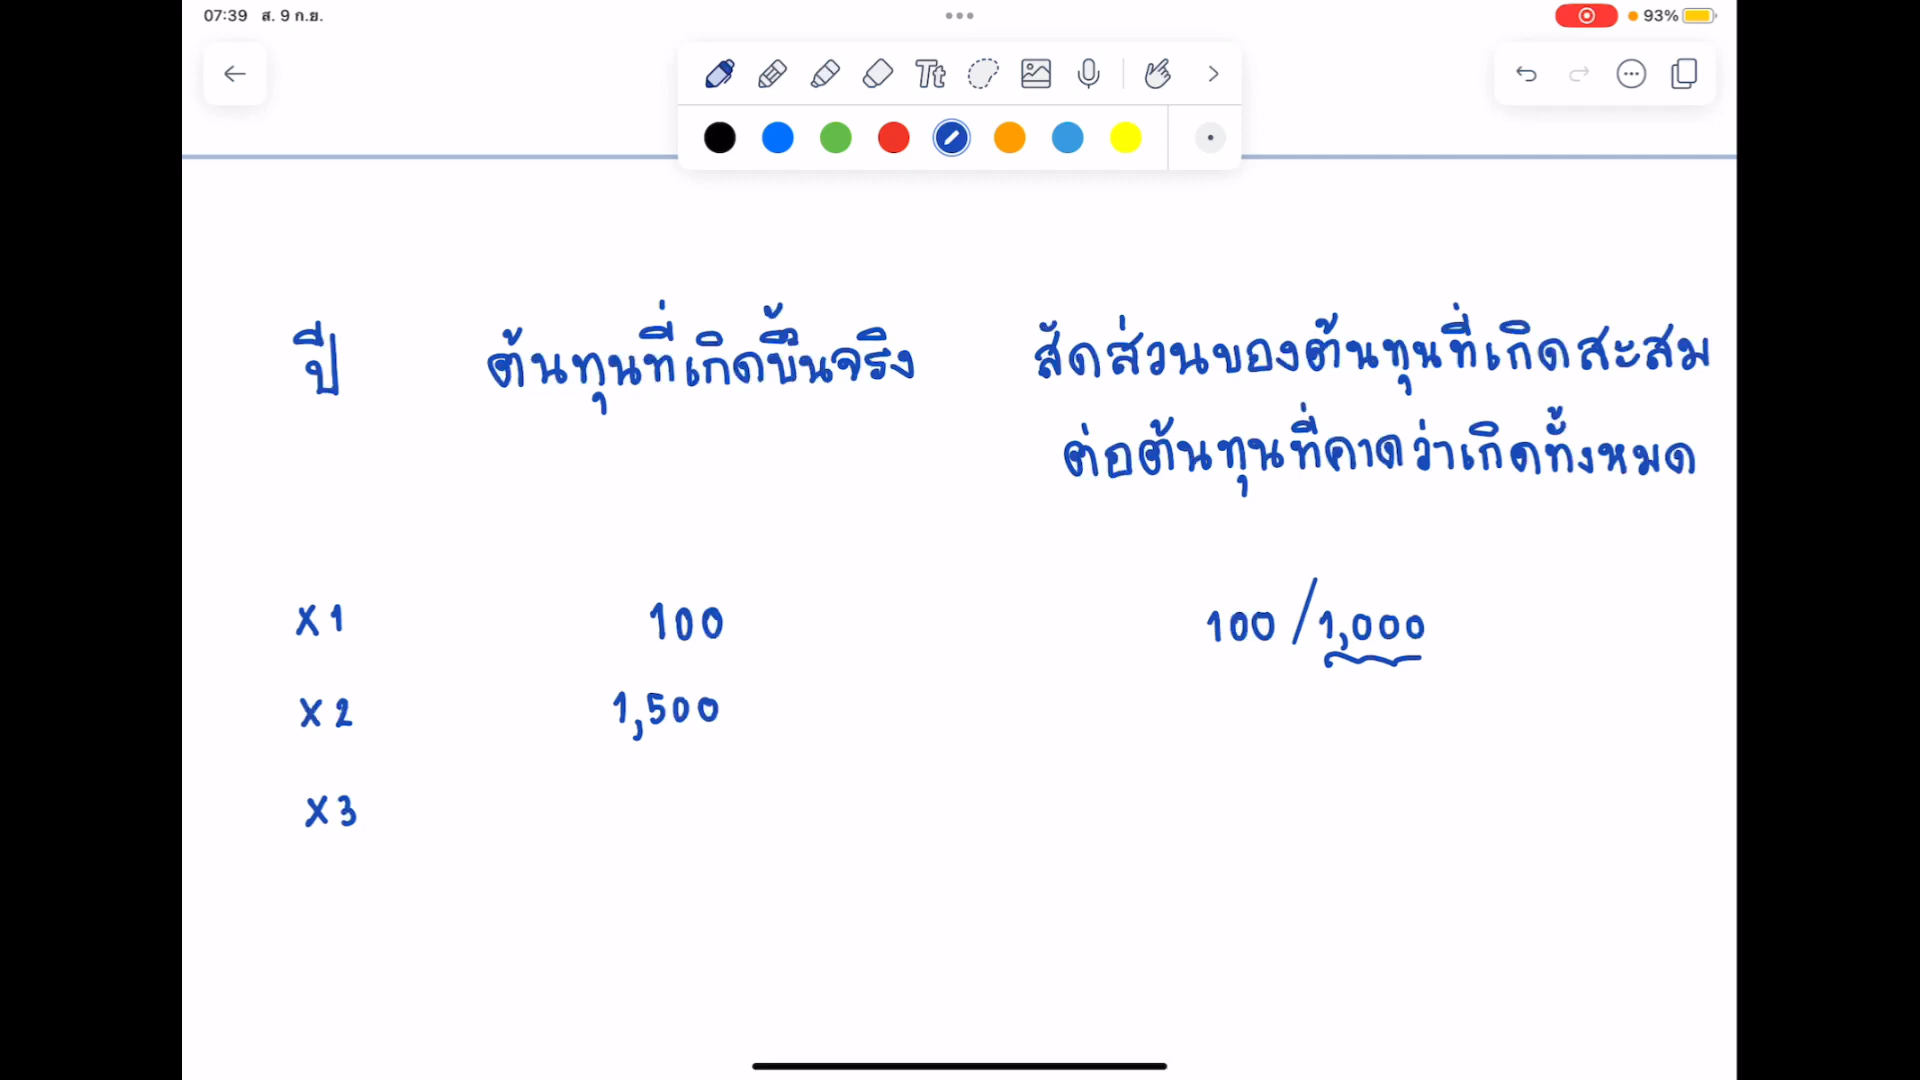 07:39 ส. 9 ก.ย.
93%
Tt
ปี ต้นทุนที่เกิดขึ้นจริง สัดส่วนของต้นทุนที่เกิดสะสม
ต่อต้นทุนที่คาดว่าเกิดทั้งหมด
X1 100 100/1,000
X2 1,500
X3